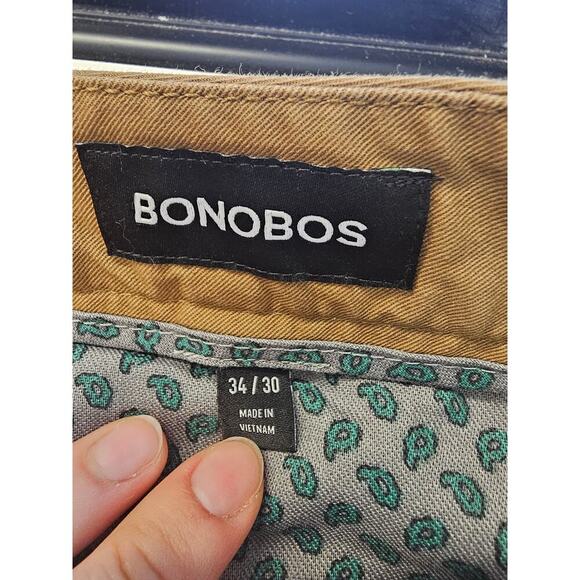 BONOBOS
34 / 30
MADE IN
VIETNAM